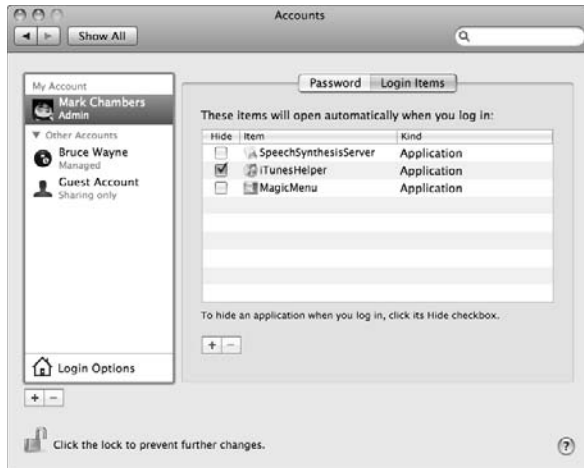 Accounts
Show All
My Account
Mark Chambers
Admin
Other Accounts
Bruce Wayne
Managed
Guest Account
Sharing only
Login Options
Password Login Items
These items will open automatically when you log in:
Hide Item Kind
SpeechSynthesisServer Application
iTunesHelper Application
MagicMenu Application
To hide an application when you log in, click its Hide checkbox.
+ −
+ −
Click the lock to prevent further changes.
?